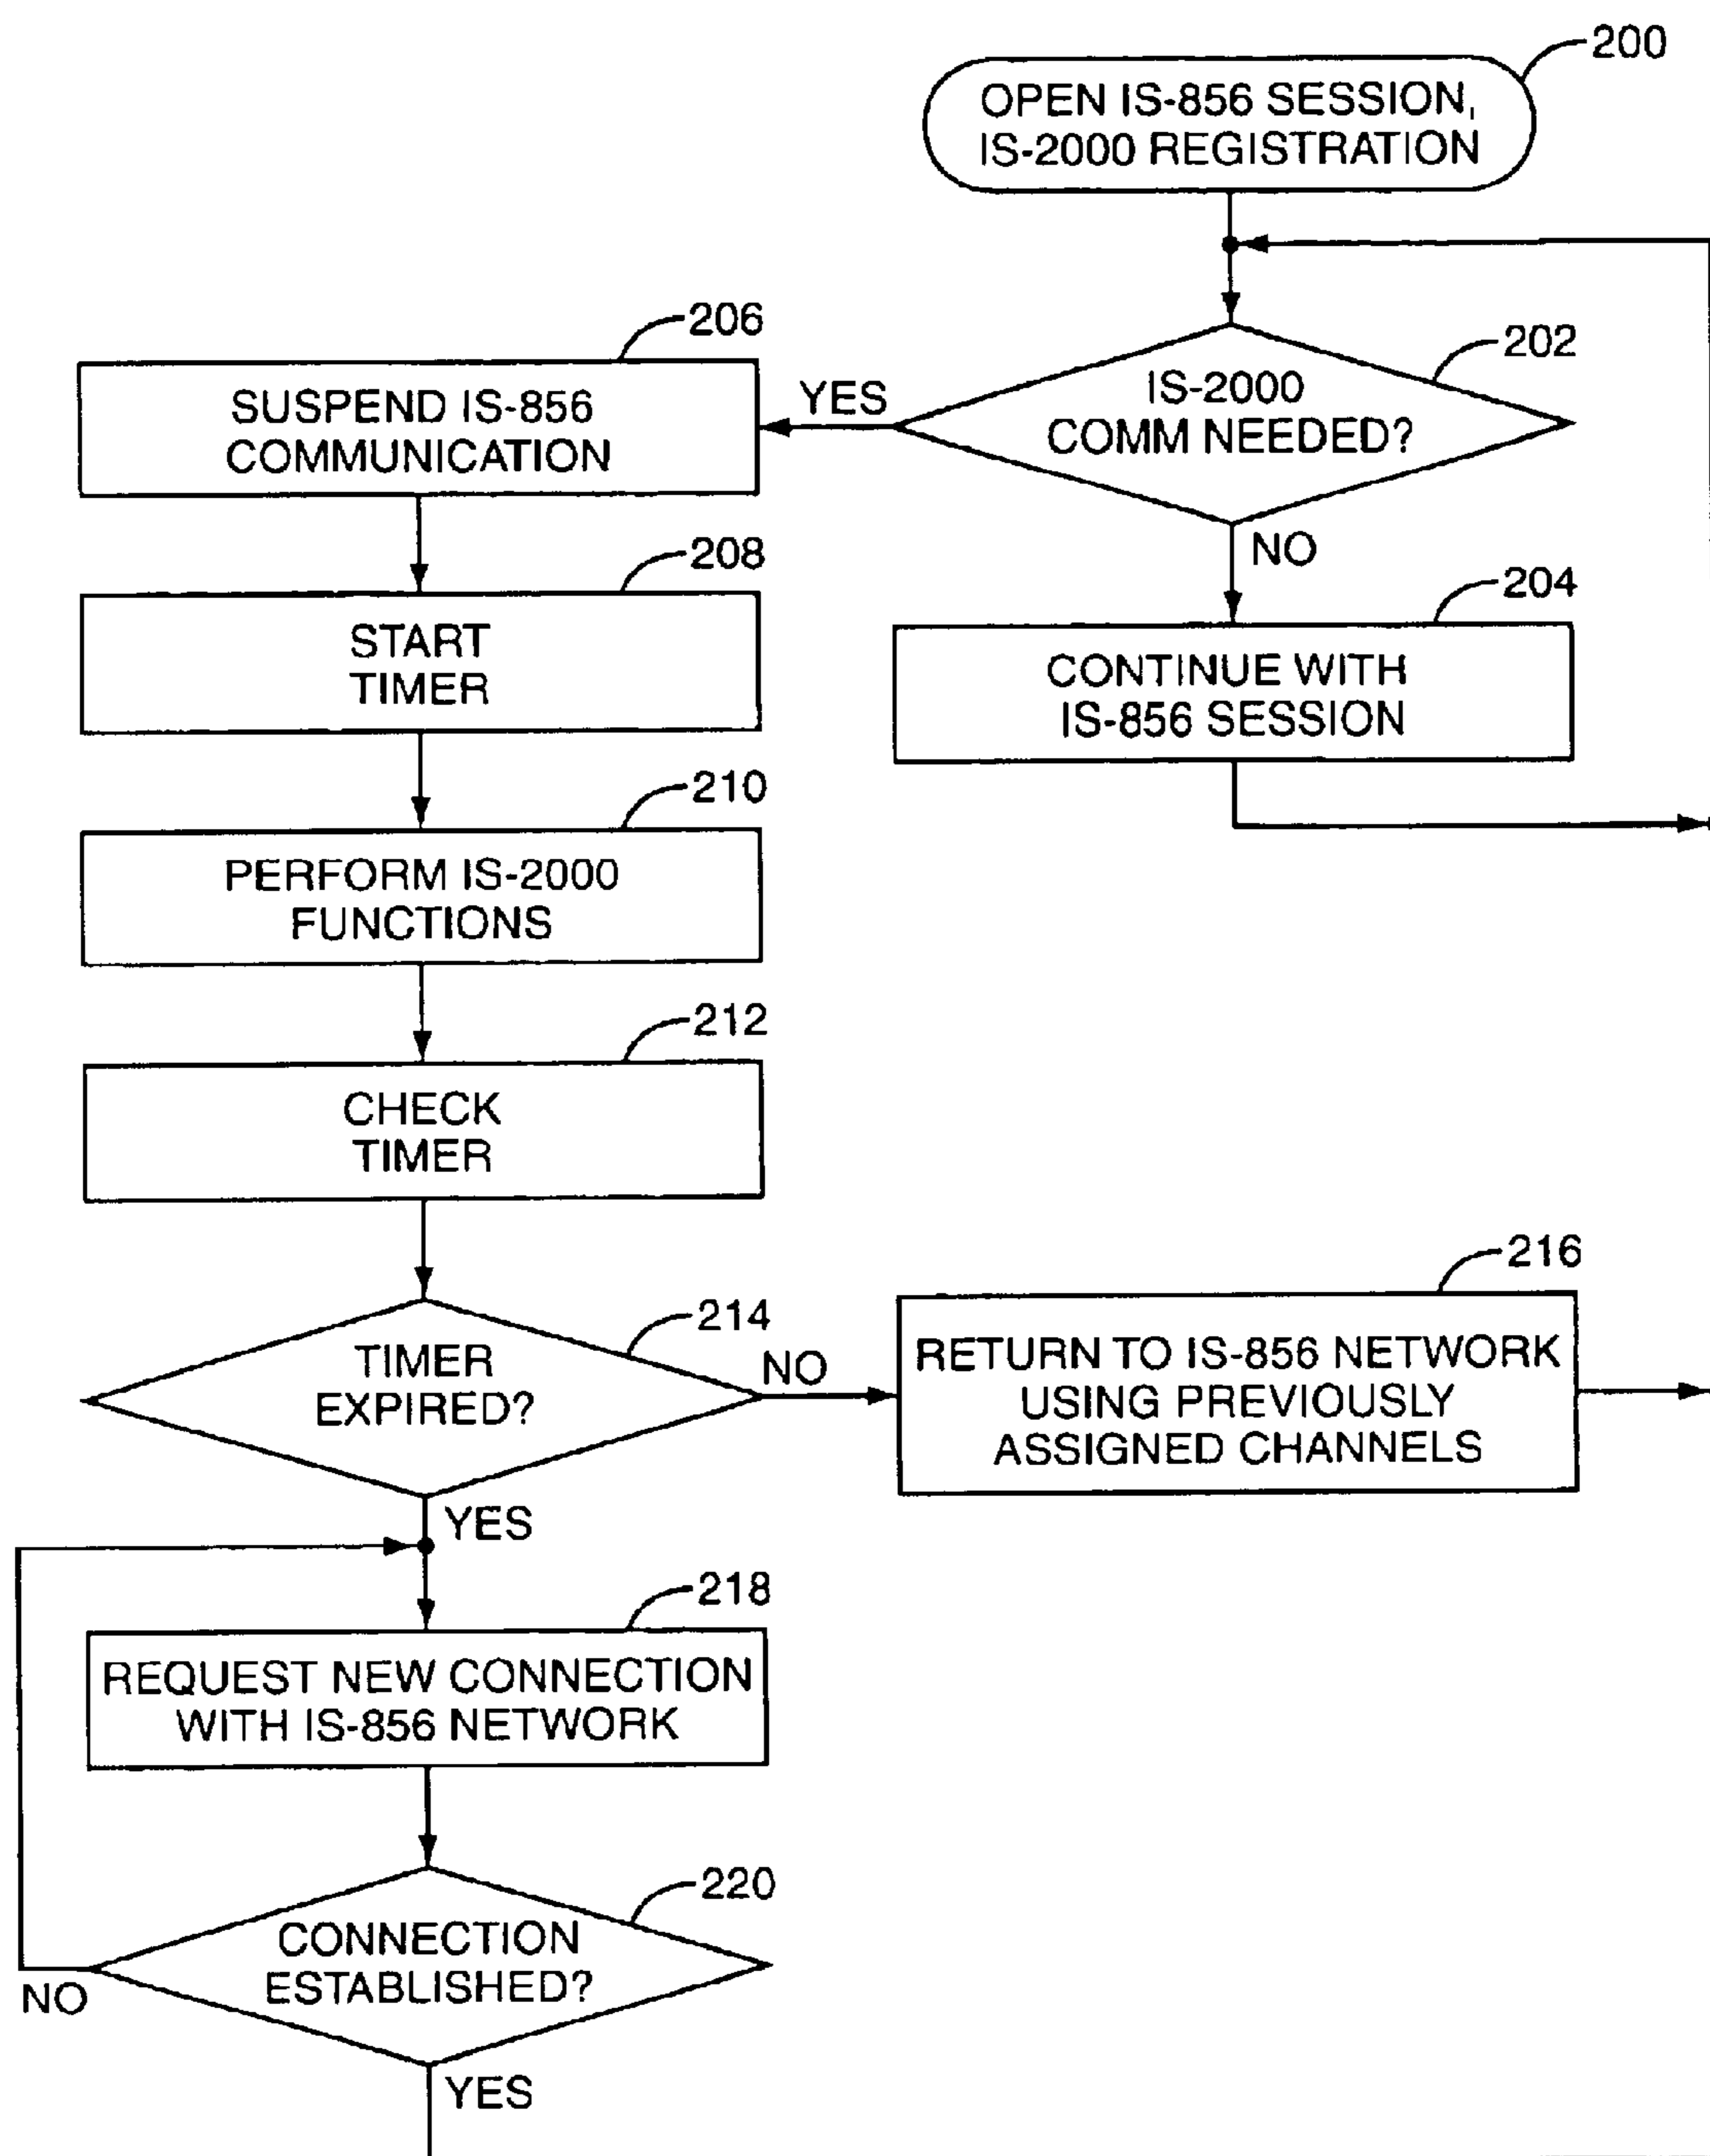 200
OPEN IS-856 SESSION,
IS-2000 REGISTRATION
206
202
SUSPEND IS-856
COMMUNICATION
YES
IS-2000
COMM NEEDED?
NO
208
START
TIMER
204
CONTINUE WITH
IS-856 SESSION
210
PERFORM IS-2000
FUNCTIONS
212
CHECK
TIMER
214
TIMER
EXPIRED?
NO
216
RETURN TO IS-856 NETWORK
USING PREVIOUSLY
ASSIGNED CHANNELS
YES
218
REQUEST NEW CONNECTION
WITH IS-856 NETWORK
220
CONNECTION
ESTABLISHED?
NO
YES